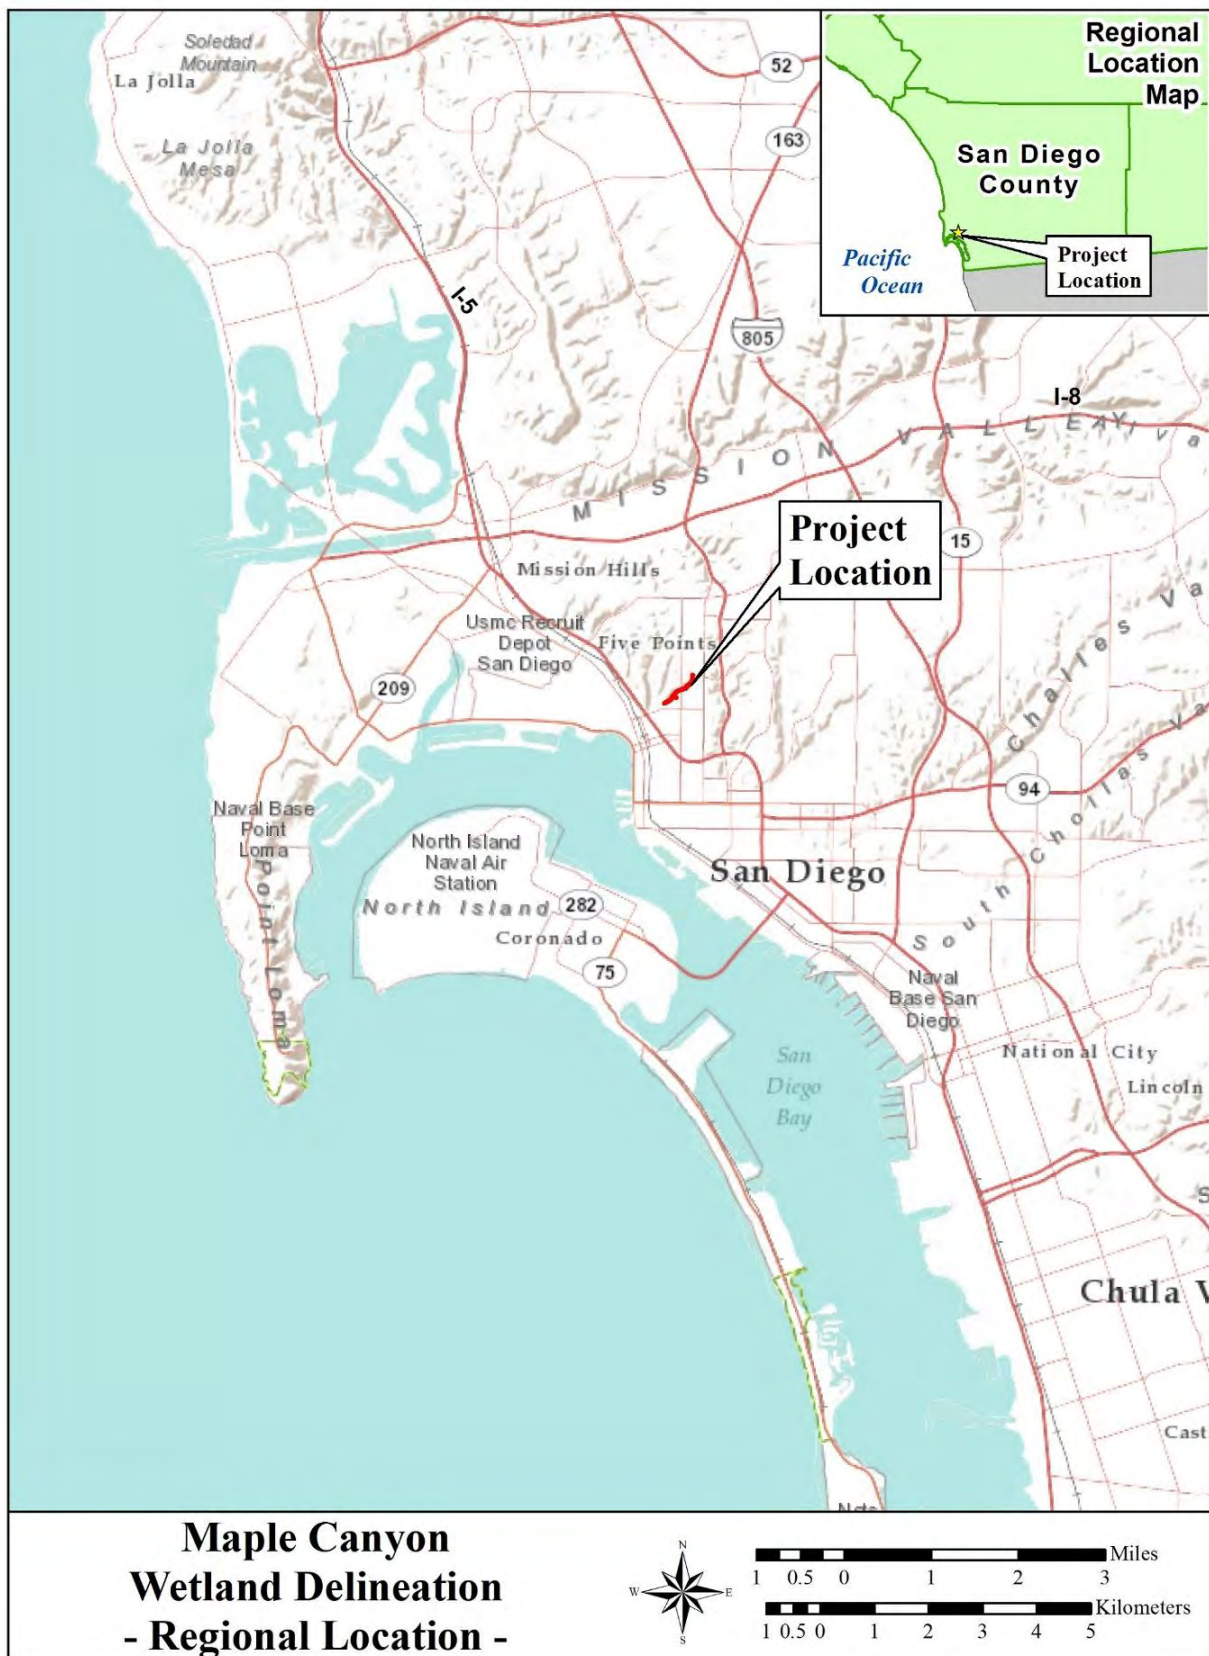 Soledad
Mountain
La Jolla
La Jolla
Mesa
52
163
Regional
Location
Map
San Diego
County
Pacific
Ocean
Project
Location
I-5
805
I-8
MISSION VALLEY
Project
Location
15
Mission Hills
Usmc Recruit
Depot
San Diego
Five Points
209
Chollas Va
94
South Chollas Va
Naval Base
Point
Loma
Point Loma
North Island
Naval Air
Station
North Island
282
San Diego
Coronado
75
Naval
Base San
Diego
National City
Lincoln
San
Diego
Bay
Chula V
Cast
Maple Canyon
Wetland Delineation
- Regional Location -
N
W
E
S
Miles
1 0.5 0 1 2 3
Kilometers
1 0.5 0 1 2 3 4 5